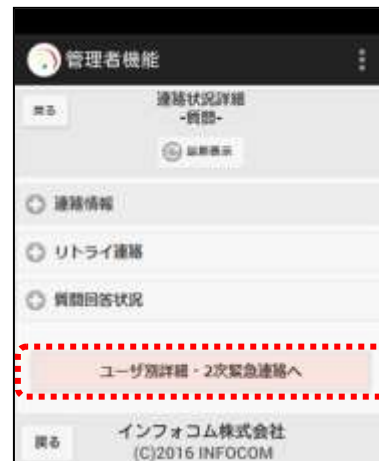 管理者機能
戻る
連絡状況詳細
-質問-
最新表示
連絡情報
リトライ連絡
質問回答状況
ユーザ別詳細・2次緊急連絡へ
戻る
インフォコム株式会社
(C)2016 INFOCOM